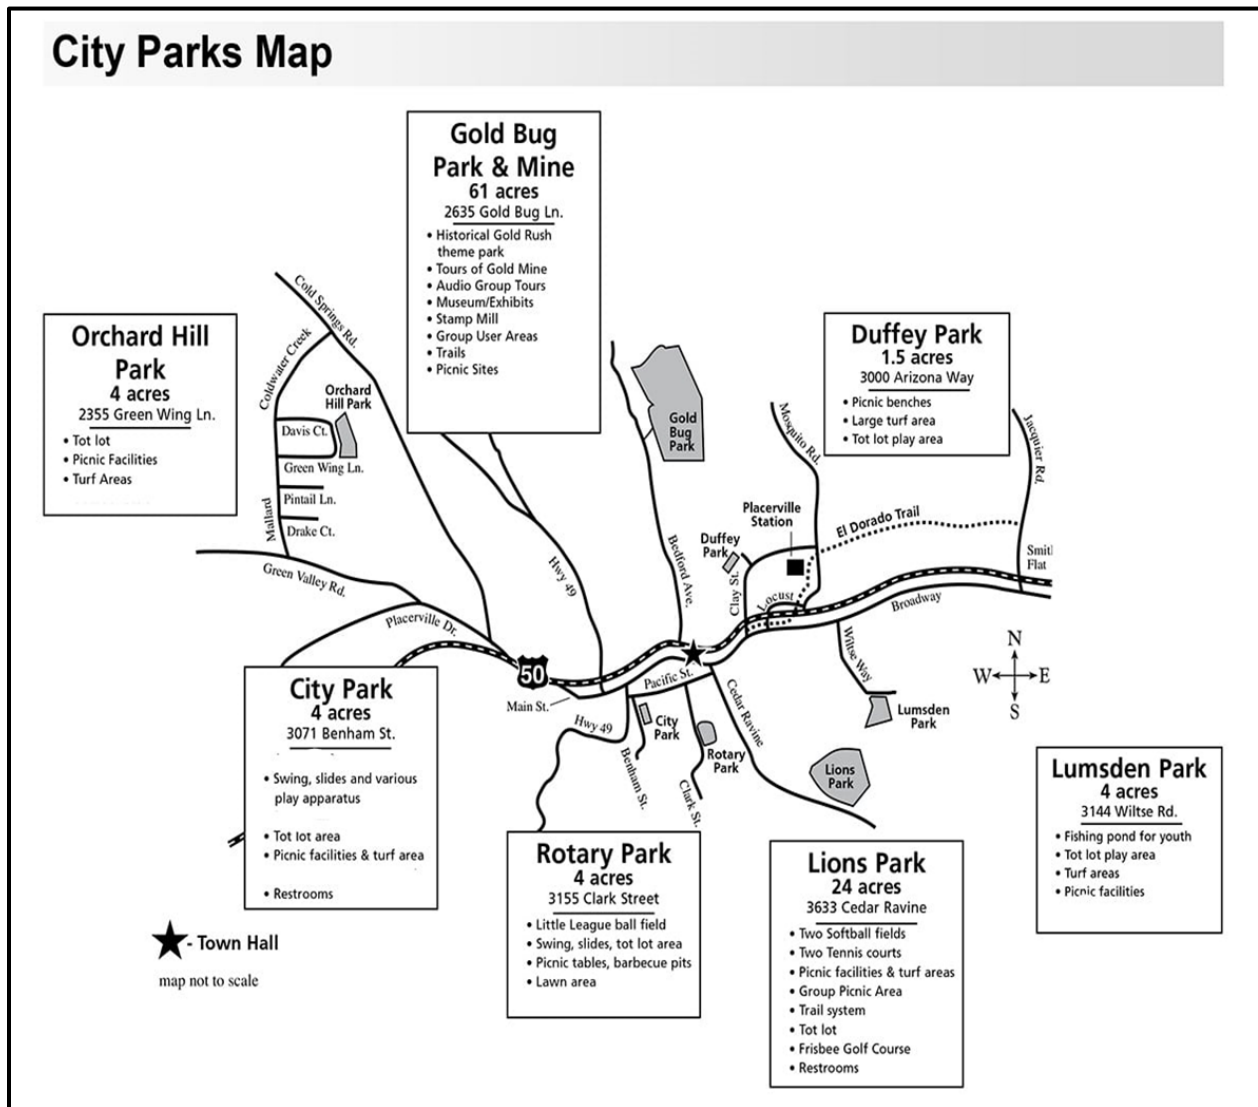 City Parks Map
Gold Bug
Park & Mine
61 acres
2635 Gold Bug Ln.
• Historical Gold Rush
theme park
• Tours of Gold Mine
• Audio Group Tours
• Museum/Exhibits
• Stamp Mill
• Group User Areas
• Trails
• Picnic Sites
Orchard Hill
Park
4 acres
2355 Green Wing Ln.
• Tot lot
• Picnic Facilities
• Turf Areas
Duffey Park
1.5 acres
3000 Arizona Way
• Picnic benches
• Large turf area
• Tot lot play area
Cold Springs Rd.
Coldwater Creek
Orchard
Hill Park
Davis Ct.
Green Wing Ln.
Pintail Ln.
Mallard
Drake Ct.
Green Valley Rd.
Placerville Dr.
Hwy 49
Gold
Bug
Park
Bedford Ave.
Mosquito Rd.
Jacquier Rd.
Placerville
Station
El Dorado Trail
Duffey
Park
Clay St.
Locust
Smith
Flat
Broadway
Wiltse Way
N
W
E
S
50
Main St.
Pacific St.
Hwy 49
City
Park
Benham St.
Rotary
Park
Clark St.
Cedar Ravine
Lions
Park
Lumsden
Park
City Park
4 acres
3071 Benham St.
• Swing, slides and various
play apparatus
• Tot lot area
• Picnic facilities & turf area
• Restrooms
Rotary Park
4 acres
3155 Clark Street
• Little League ball field
• Swing, slides, tot lot area
• Picnic tables, barbecue pits
• Lawn area
Lions Park
24 acres
3633 Cedar Ravine
• Two Softball fields
• Two Tennis courts
• Picnic facilities & turf areas
• Group Picnic Area
• Trail system
• Tot lot
• Frisbee Golf Course
• Restrooms
Lumsden Park
4 acres
3144 Wiltse Rd.
• Fishing pond for youth
• Tot lot play area
• Turf areas
• Picnic facilities
- Town Hall
map not to scale